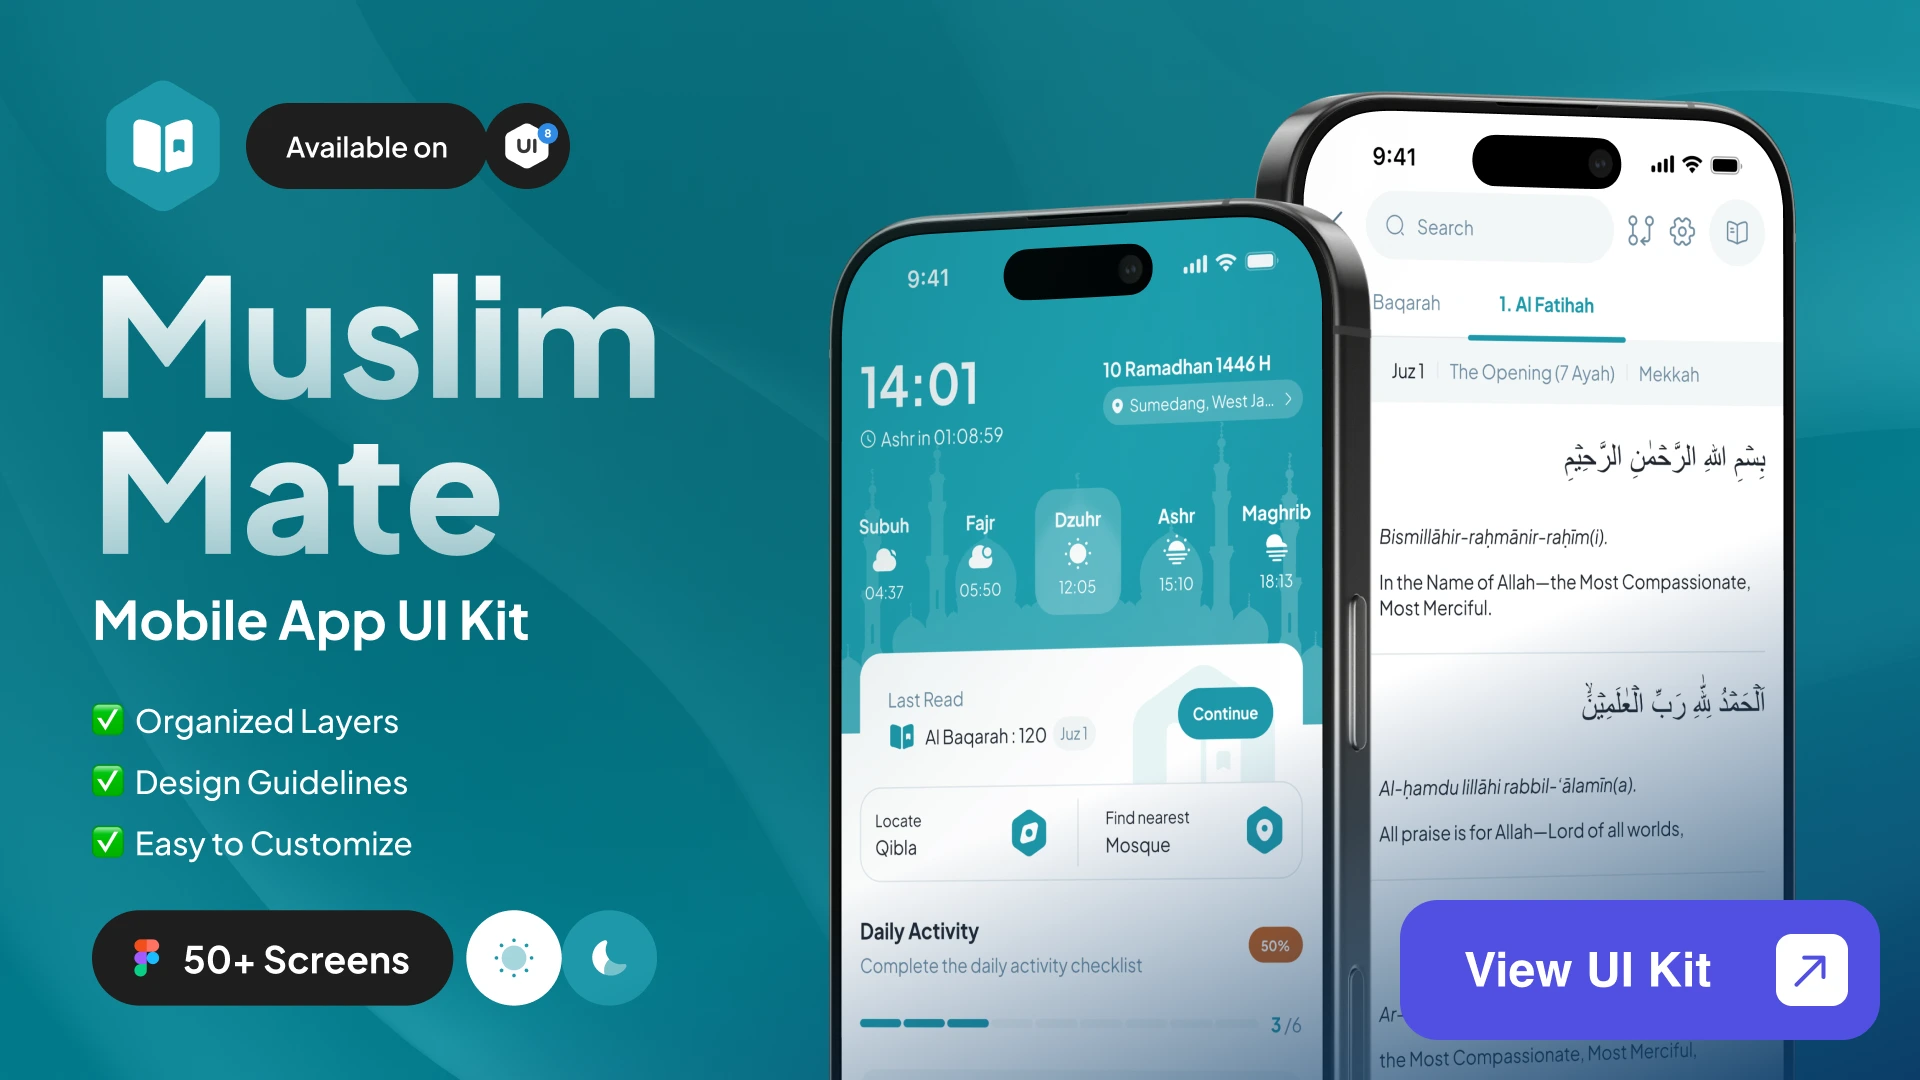 Available on
UI
8
Muslim
Mate
Mobile App UI Kit
✅ Organized Layers
✅ Design Guidelines
✅ Easy to Customize
50+ Screens
9:41
14:01
Ashr in 01:08:59
10 Ramadhan 1446 H
Sumedang, West Ja...
Subuh
04:37
Fajr
05:50
Dzuhr
12:05
Ashr
15:10
Maghrib
18:13
Last Read
Al Baqarah : 120
Juz 1
Continue
Locate
Qibla
Find nearest
Mosque
Daily Activity
Complete the daily activity checklist
50%
3/6
9:41
Search
Baqarah
1. Al Fatihah
Juz 1
The Opening (7 Ayah)
Mekkah
بِسْمِ اللهِ الرَّحْمٰنِ الرَّحِيْمِ
Bismillāhir-raḥmānir-raḥīm(i).
In the Name of Allah—the Most Compassionate,
Most Merciful.
اَلْحَمْدُ لِلّٰهِ رَبِّ الْعٰلَمِيْنَۙ
Al-ḥamdu lillāhi rabbil-‘ālamīn(a).
All praise is for Allah—Lord of all worlds,
Ar-
the Most Compassionate, Most Merciful,
View UI Kit